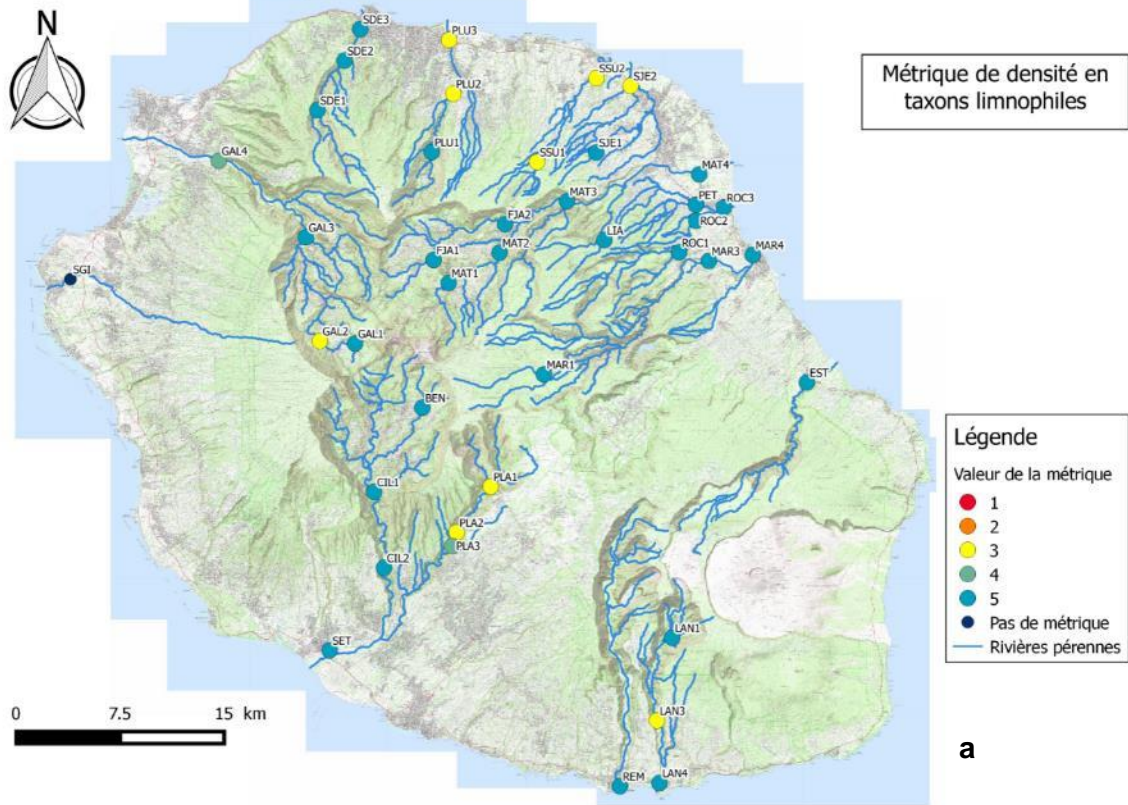 N
SDE3
SDE2
SDE1
PLU3
PLU2
PLU1
SSU2
SJE2
SJE1
SSU1
Métrique de densité en
taxons limnophiles
GAL4
MAT4
MAT3
PET
ROC3
ROC2
FJA2
GAL3
LIA
MAT2
FJA1
ROC1
MAR3
MAR4
SGI
MAT1
GAL2
GAL1
MAR1
EST
BEN
Légende
Valeur de la métrique
1
2
3
4
5
Pas de métrique
Rivières pérennes
PLA1
CIL1
PLA2
PLA3
CIL2
LAN1
SET
0 7.5 15 km
LAN3
a
REM
LAN4